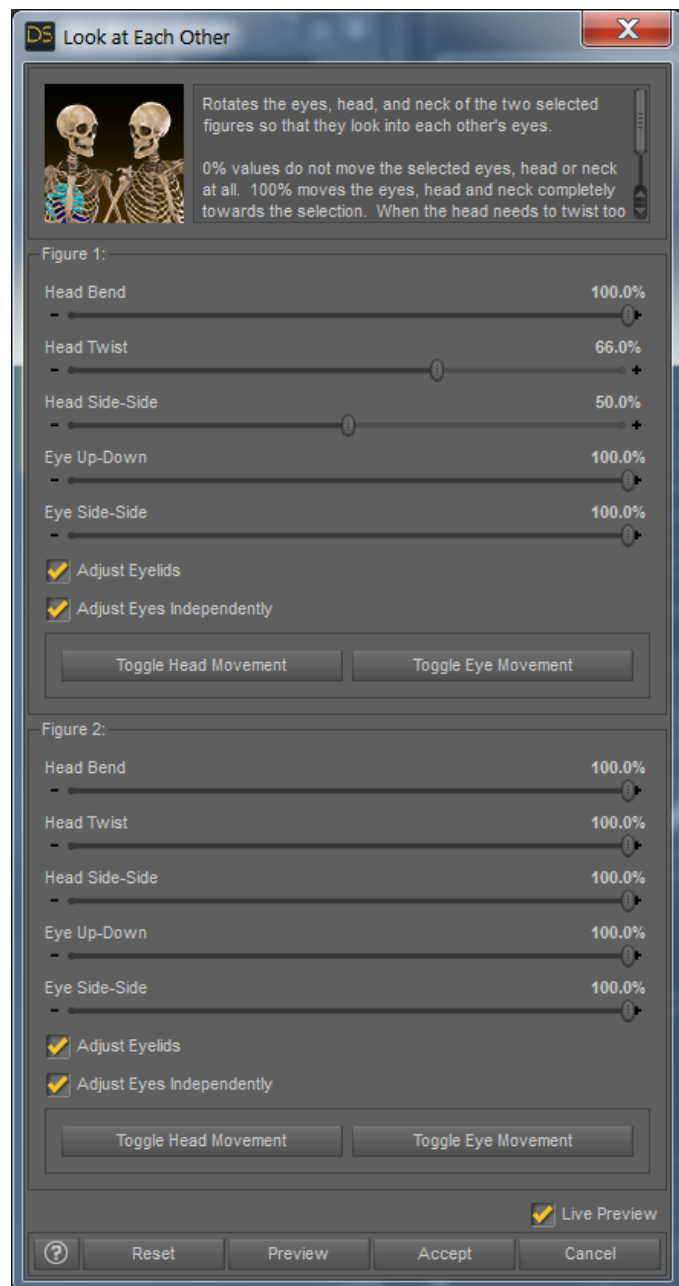 DS Look at Each Other
X
Rotates the eyes, head, and neck of the two selected
figures so that they look into each other's eyes.
0% values do not move the selected eyes, head or neck
at all. 100% moves the eyes, head and neck completely
towards the selection. When the head needs to twist too
Figure 1:
Head Bend 100.0%
- +
Head Twist 66.0%
- +
Head Side-Side 50.0%
- +
Eye Up-Down 100.0%
- +
Eye Side-Side 100.0%
- +
Adjust Eyelids
Adjust Eyes Independently
Toggle Head Movement Toggle Eye Movement
Figure 2:
Head Bend 100.0%
- +
Head Twist 100.0%
- +
Head Side-Side 100.0%
- +
Eye Up-Down 100.0%
- +
Eye Side-Side 100.0%
- +
Adjust Eyelids
Adjust Eyes Independently
Toggle Head Movement Toggle Eye Movement
Live Preview
? Reset Preview Accept Cancel